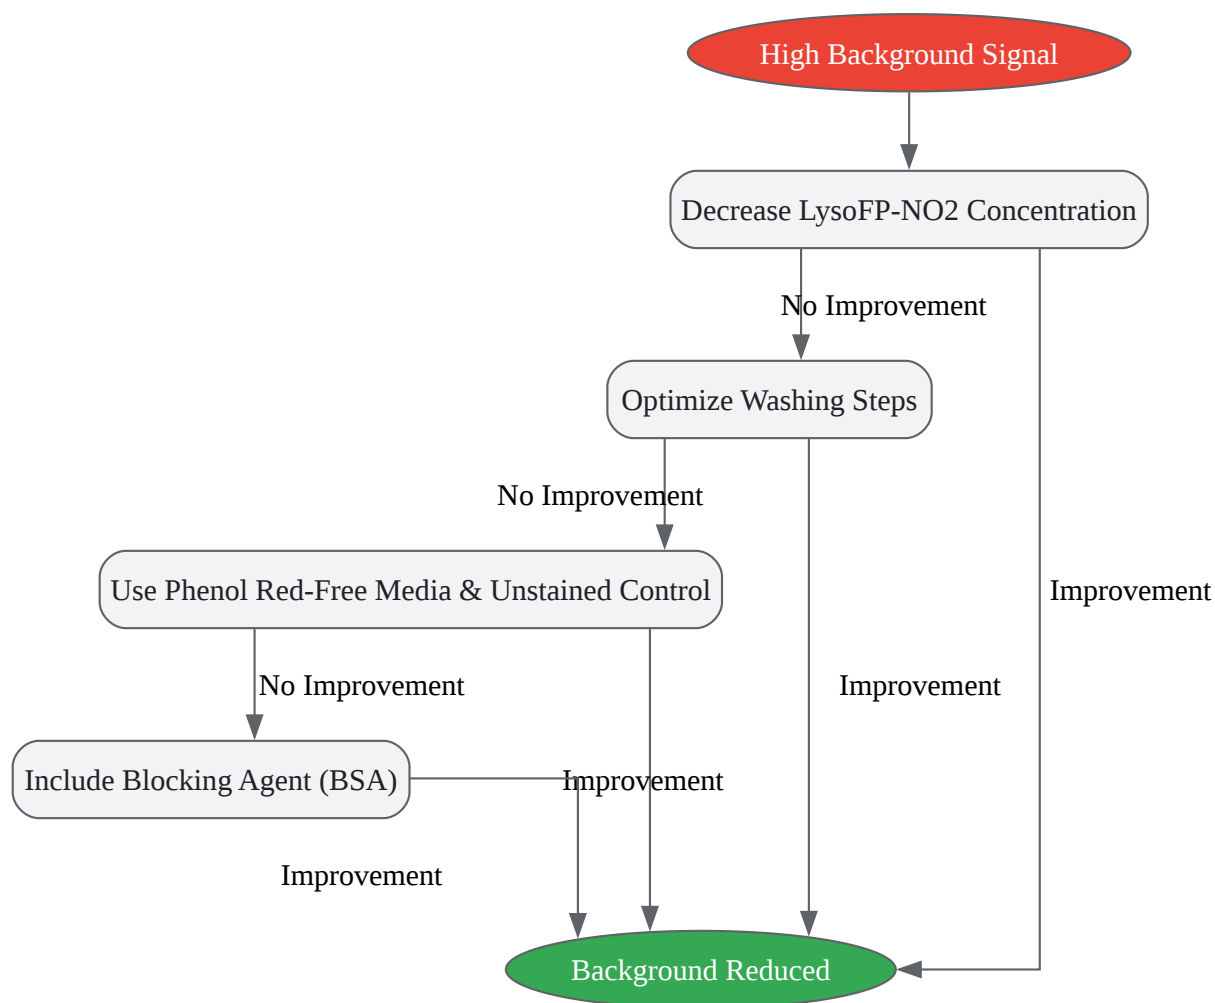 High Background Signal
Decrease LysoFP-NO2 Concentration
No Improvement
Optimize Washing Steps
No Improvement
Use Phenol Red-Free Media & Unstained Control
Improvement
No Improvement
Improvement
Include Blocking Agent (BSA)
Improvement
Improvement
Background Reduced